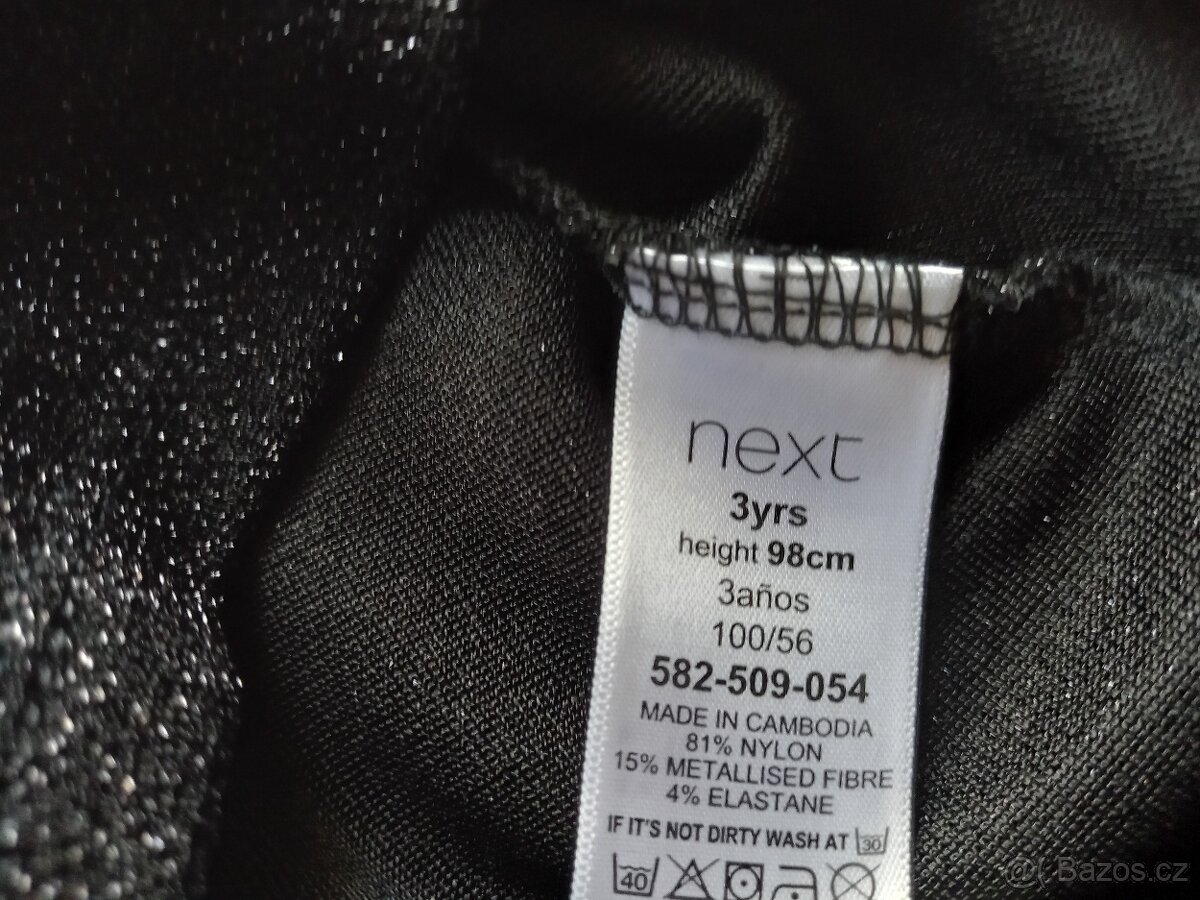 next
3yrs
height 98cm
3años
100/56
582-509-054
MADE IN CAMBODIA
81% NYLON
15% METALLISED FIBRE
4% ELASTANE
IF IT'S NOT DIRTY WASH AT 30
40
Bazos.cz